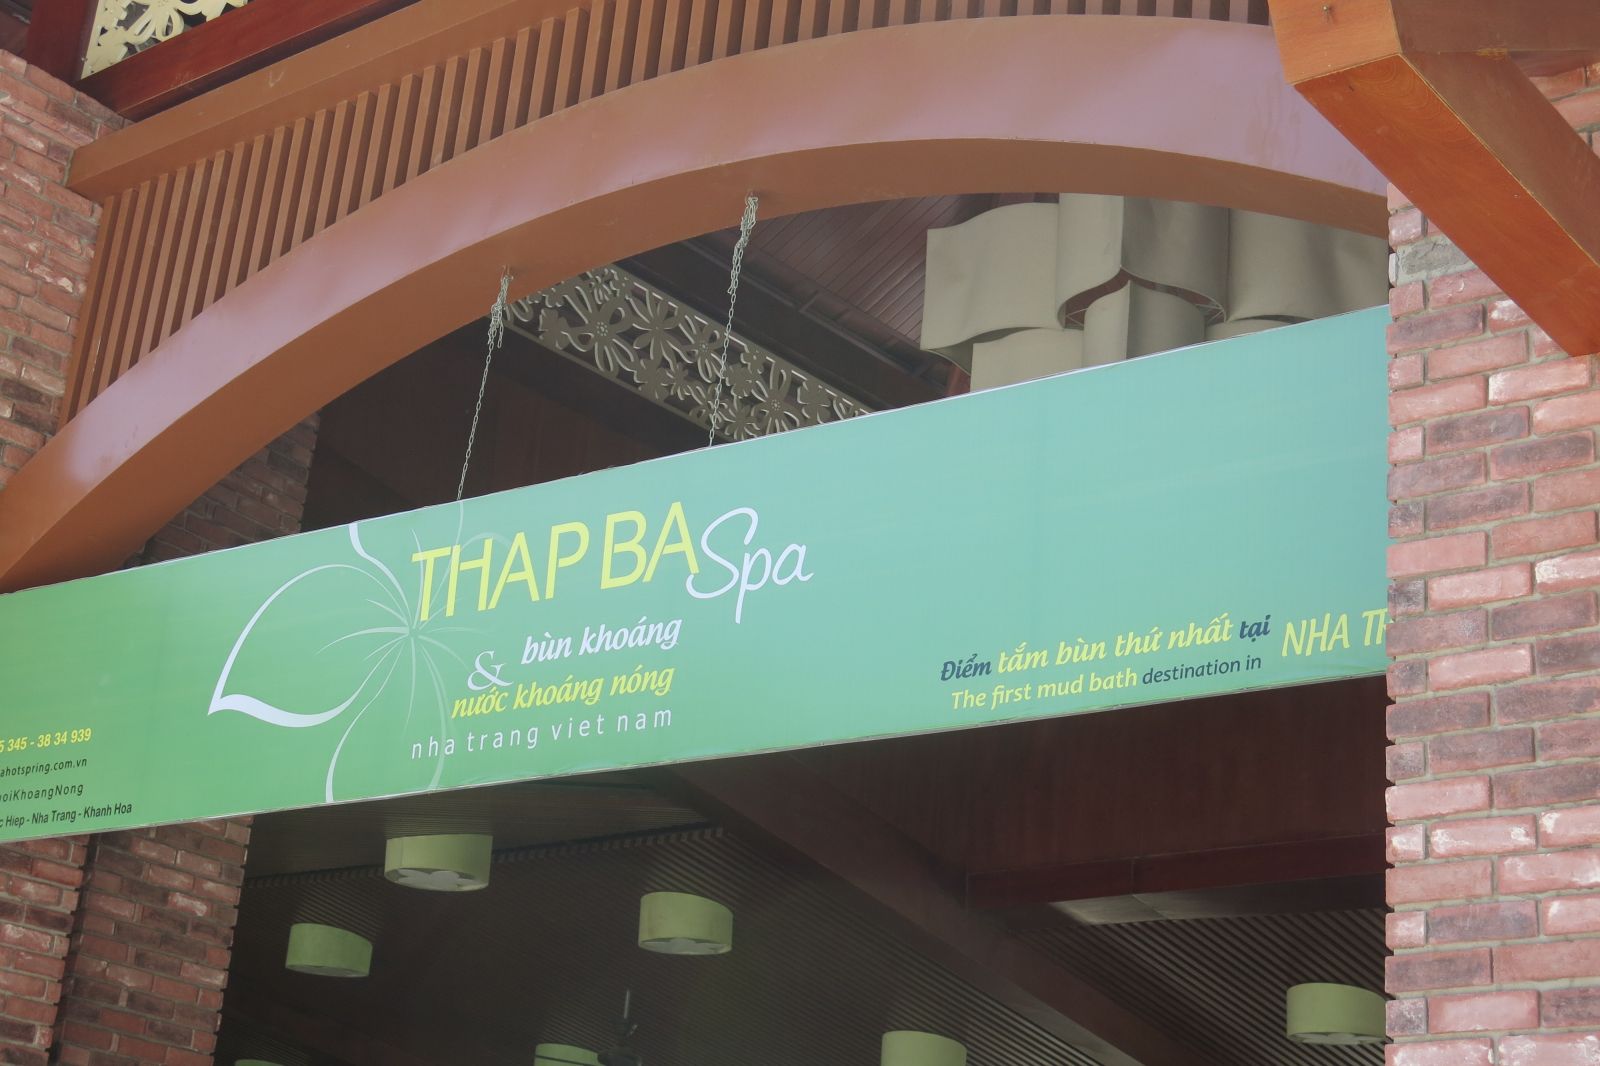 THAP BA Spa
bùn khoáng
& nước khoáng nóng
nha trang viet nam
Điểm tắm bùn thứ nhất tại
The first mud bath destination in
NHA TR
5 345 - 38 34 939
ahotspring.com.vn
oiKhoangNong
c Hiep - Nha Trang - Khanh Hoa